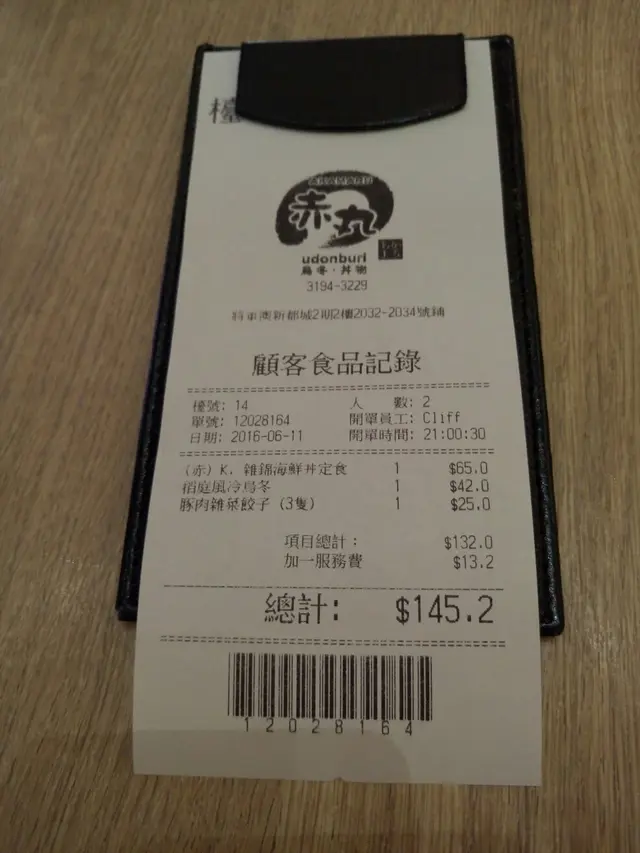 檯
AKAMARU
赤丸
udonburi
烏冬·丼物
3194-3229
將軍澳新都城2期2樓2032-2034號鋪
顧客食品記錄
檯號: 14 人 數: 2
單號: 12028164 開單員工: Cliff
日期: 2016-06-11 開單時間: 21:00:30
(赤) K. 雜錦海鮮丼定食 1 $65.0
稻庭風冷烏冬 1 $42.0
豚肉雜菜餃子 (3隻) 1 $25.0
項目總計: $132.0
加一服務費 $13.2
總計: $145.2
12028164